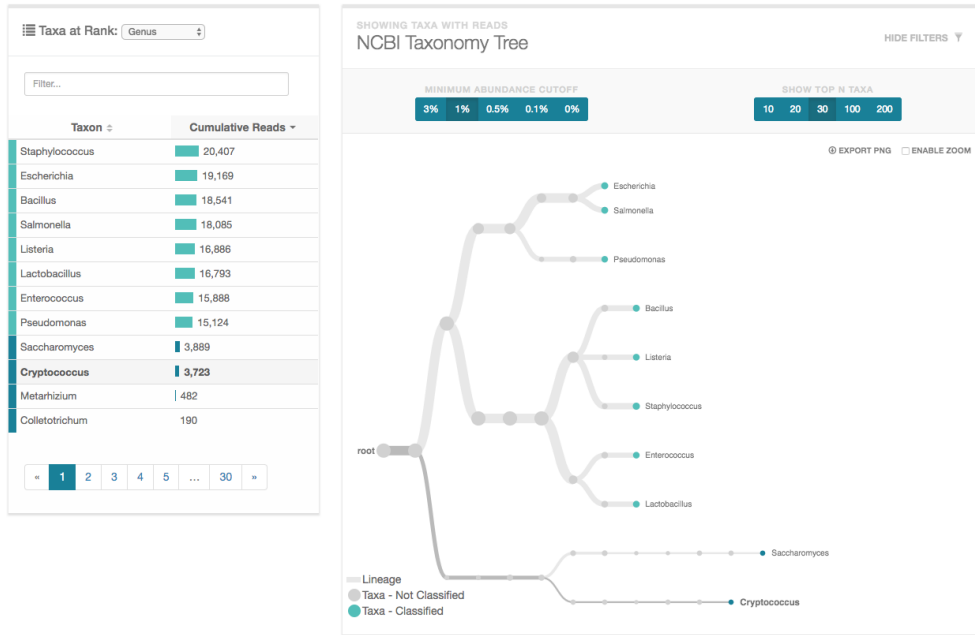 Taxa at Rank: Genus
Filter...
Taxon Cumulative Reads
Staphylococcus 20,407
Escherichia 19,169
Bacillus 18,541
Salmonella 18,085
Listeria 16,886
Lactobacillus 16,793
Enterococcus 15,888
Pseudomonas 15,124
Saccharomyces 3,889
Cryptococcus 3,723
Metarhizium 482
Colletotrichum 190
« 1 2 3 4 5 ... 30 »
SHOWING TAXA WITH READS
NCBI Taxonomy Tree
HIDE FILTERS
MINIMUM ABUNDANCE CUTOFF
3% 1% 0.5% 0.1% 0%
SHOW TOP N TAXA
10 20 30 100 200
EXPORT PNG ENABLE ZOOM
Escherichia
Salmonella
Pseudomonas
Bacillus
Listeria
Staphylococcus
root
Enterococcus
Lactobacillus
Saccharomyces
Cryptococcus
Lineage
Taxa - Not Classified
Taxa - Classified